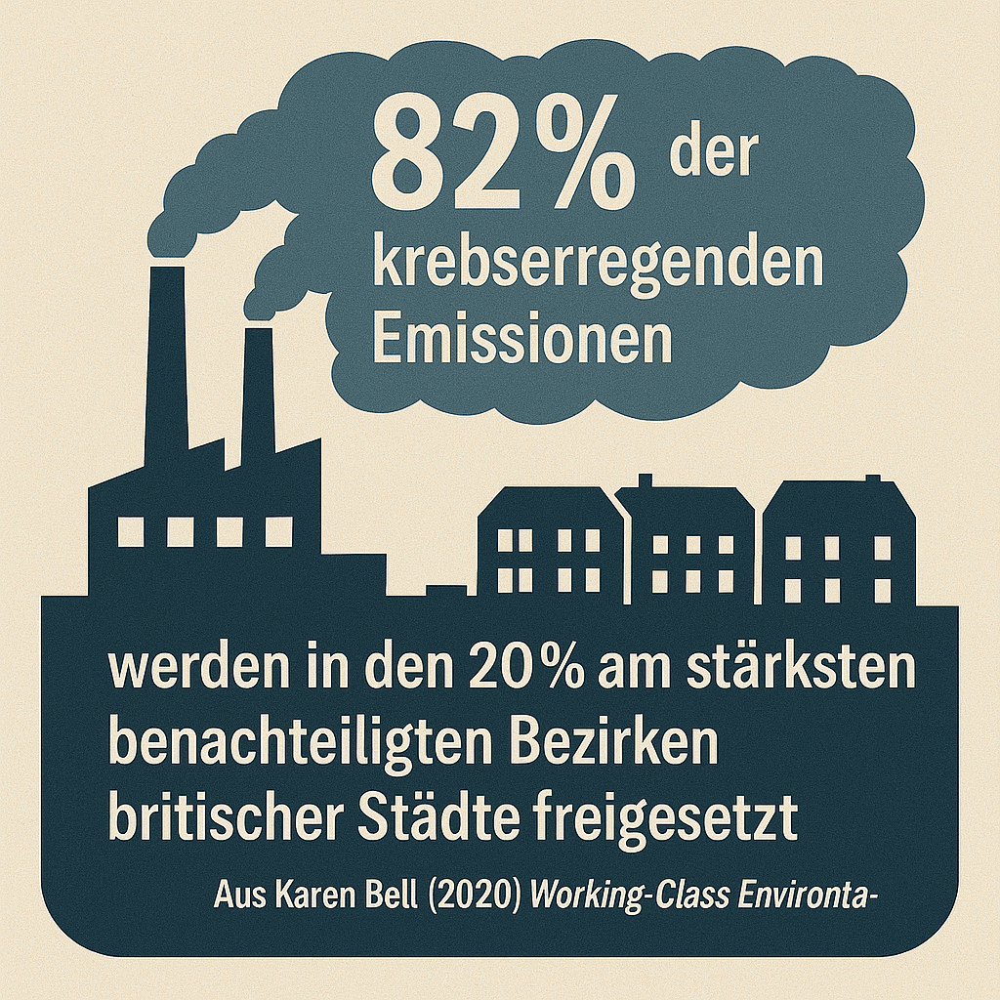 82% der
krebserregenden
Emissionen
werden in den 20% am stärksten
benachteiligten Bezirken
britischer Städte freigesetzt
Aus Karen Bell (2020) Working-Class Environta-